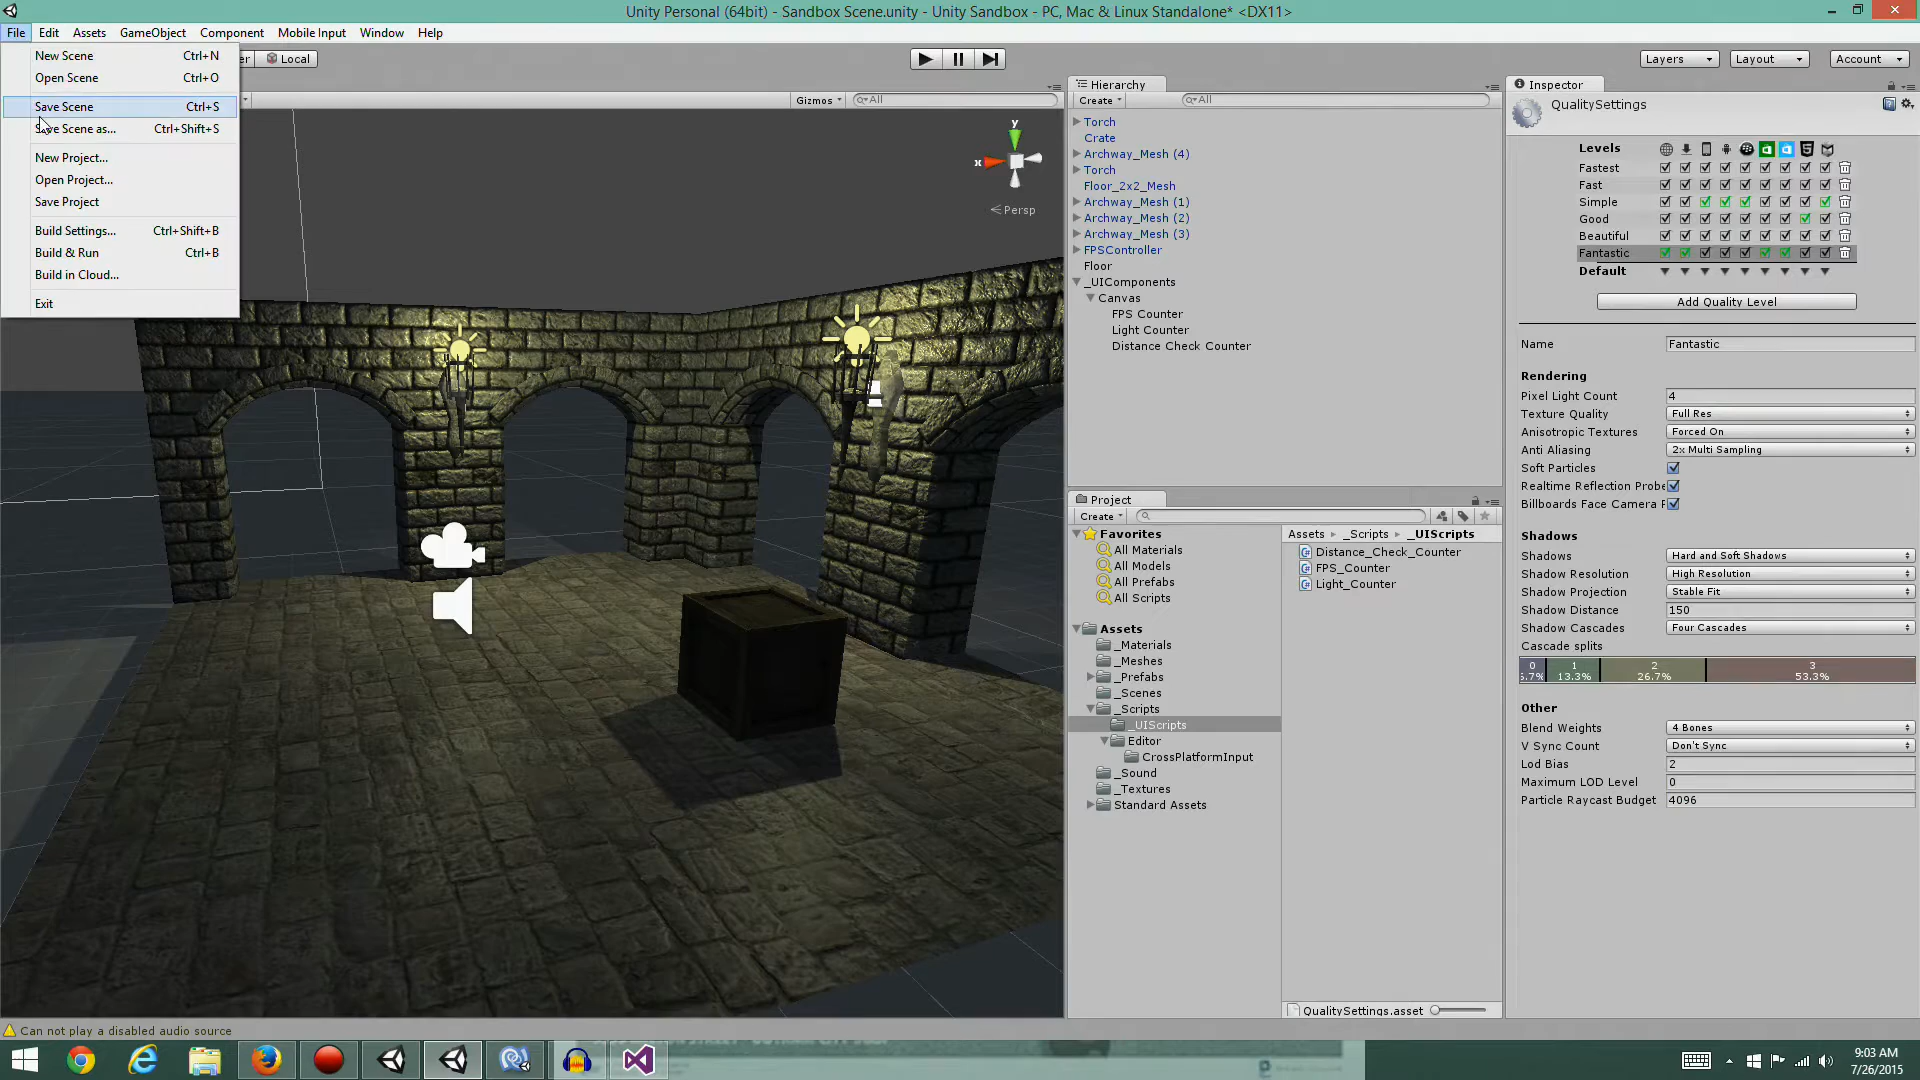 Unity Personal (64bit) - Sandbox Scene.unity - Unity Sandbox - PC, Mac & Linux Standalone* <DX11>
File Edit Assets GameObject Component Mobile Input Window Help
New Scene Ctrl+N
Open Scene Ctrl+O
Save Scene Ctrl+S
Save Scene as... Ctrl+Shift+S
New Project...
Open Project...
Save Project
Build Settings... Ctrl+Shift+B
Build & Run Ctrl+B
Build in Cloud...
Exit
Local
Layers
Layout
Account
Gizmos
All
y
x
Persp
Hierarchy
Create
All
Torch
Crate
Archway_Mesh (4)
Torch
Floor_2x2_Mesh
Archway_Mesh (1)
Archway_Mesh (2)
Archway_Mesh (3)
FPSController
Floor
_UIComponents
Canvas
FPS Counter
Light Counter
Distance Check Counter
Project
Create
Favorites
All Materials
All Models
All Prefabs
All Scripts
Assets
_Materials
_Meshes
_Prefabs
_Scenes
_Scripts
_UIScripts
Editor
CrossPlatformInput
_Sound
_Textures
Standard Assets
Assets _Scripts _UIScripts
Distance_Check_Counter
FPS_Counter
Light_Counter
QualitySettings.asset
Inspector
QualitySettings
Levels
Fastest
Fast
Simple
Good
Beautiful
Fantastic
Default
Add Quality Level
Name Fantastic
Rendering
Pixel Light Count 4
Texture Quality Full Res
Anisotropic Textures Forced On
Anti Aliasing 2x Multi Sampling
Soft Particles
Realtime Reflection Probe
Billboards Face Camera
Shadows
Shadows Hard and Soft Shadows
Shadow Resolution High Resolution
Shadow Projection Stable Fit
Shadow Distance 150
Shadow Cascades Four Cascades
Cascade splits
0 1 2 3
.7% 13.3% 26.7% 53.3%
Other
Blend Weights 4 Bones
V Sync Count Don't Sync
Lod Bias 2
Maximum LOD Level 0
Particle Raycast Budget 4096
Can not play a disabled audio source
9:03 AM
7/26/2015